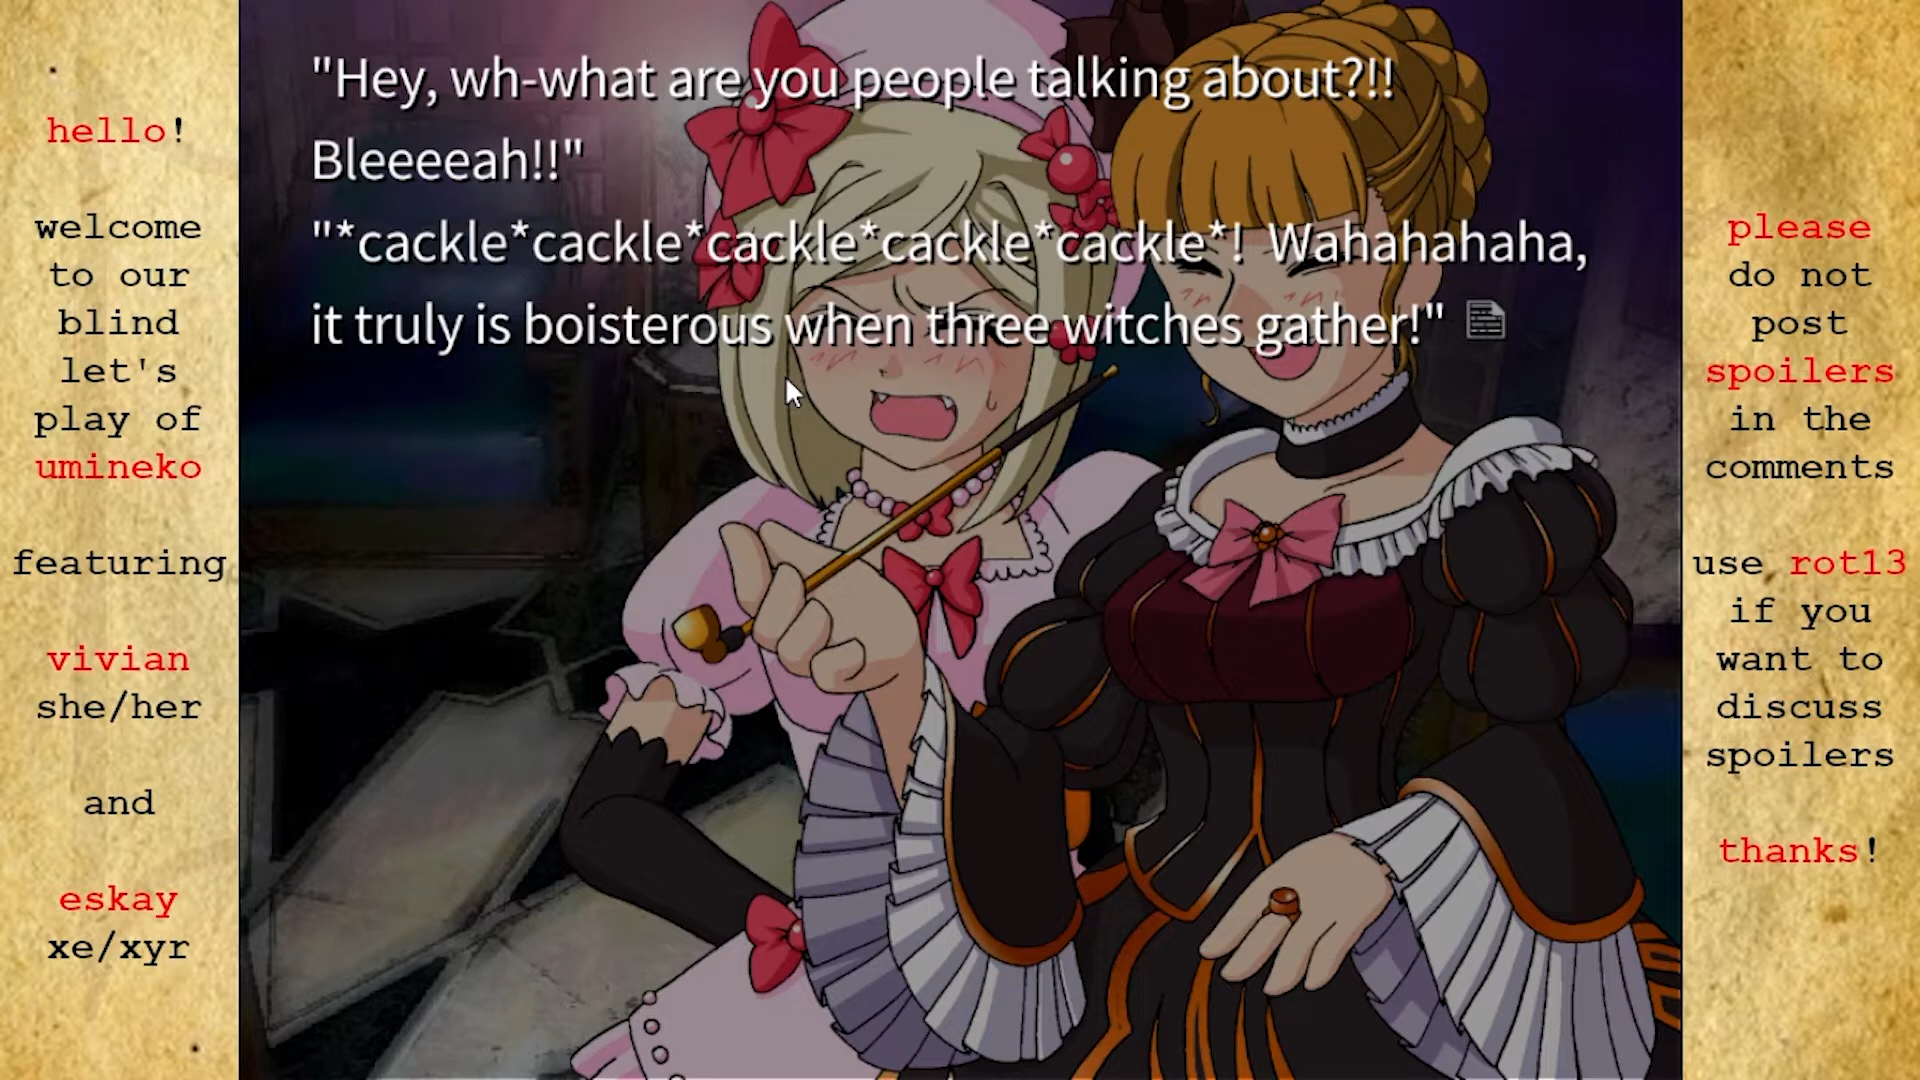 hello!
welcome
to our
blind
let's
play of
umineko
featuring
vivian
she/her
and
eskay
xe/xyr
"Hey, wh-what are you people talking about?!!
Bleeeeah!!"
"*cackle*cackle*cackle*cackle*cackle*!  Wahahahaha,
it truly is boisterous when three witches gather!"
please
do not
post
spoilers
in the
comments
use rot13
if you
want to
discuss
spoilers
thanks!